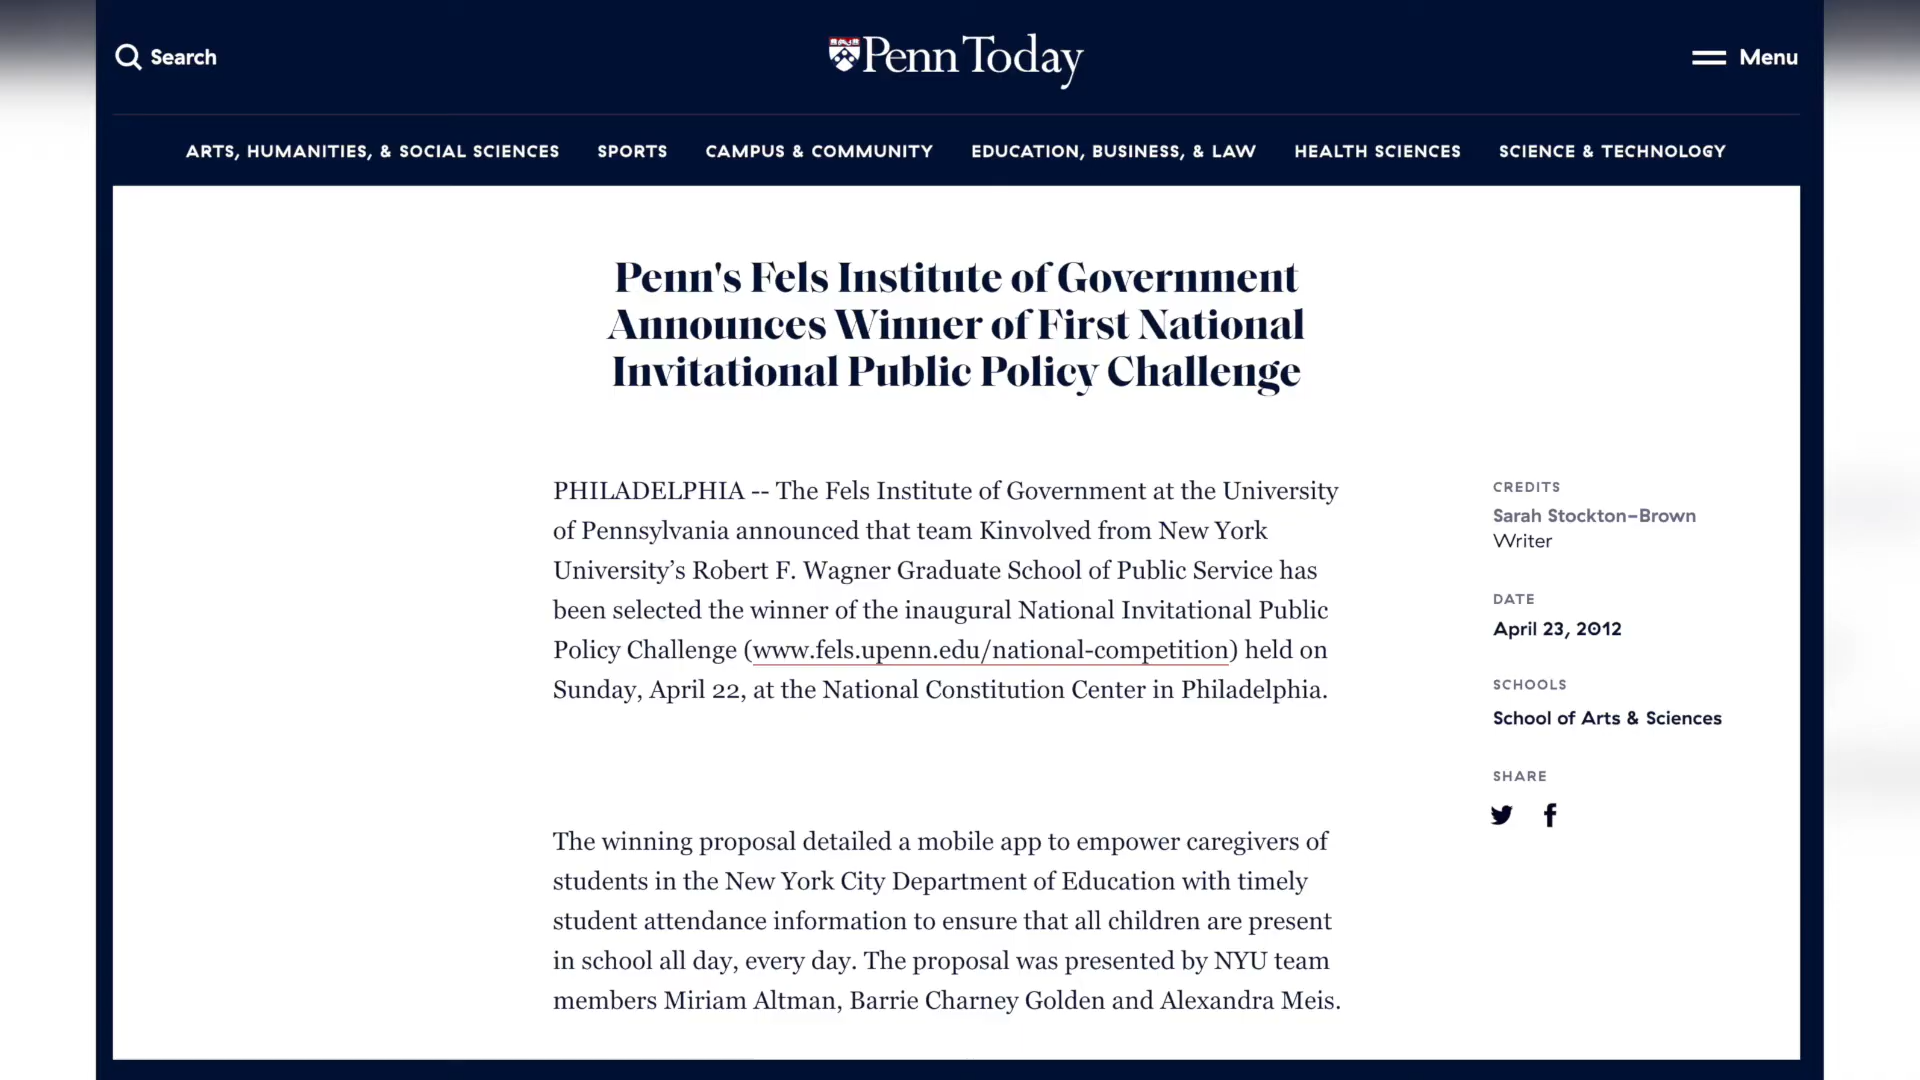 Search
Penn Today
Menu
ARTS, HUMANITIES, & SOCIAL SCIENCES
SPORTS
CAMPUS & COMMUNITY
EDUCATION, BUSINESS, & LAW
HEALTH SCIENCES
SCIENCE & TECHNOLOGY
Penn's Fels Institute of Government
Announces Winner of First National
Invitational Public Policy Challenge
PHILADELPHIA -- The Fels Institute of Government at the University
of Pennsylvania announced that team Kinvolved from New York
University’s Robert F. Wagner Graduate School of Public Service has
been selected the winner of the inaugural National Invitational Public
Policy Challenge (www.fels.upenn.edu/national-competition) held on
Sunday, April 22, at the National Constitution Center in Philadelphia.
The winning proposal detailed a mobile app to empower caregivers of
students in the New York City Department of Education with timely
student attendance information to ensure that all children are present
in school all day, every day. The proposal was presented by NYU team
members Miriam Altman, Barrie Charney Golden and Alexandra Meis.
CREDITS
Sarah Stockton-Brown
Writer
DATE
April 23, 2012
SCHOOLS
School of Arts & Sciences
SHARE